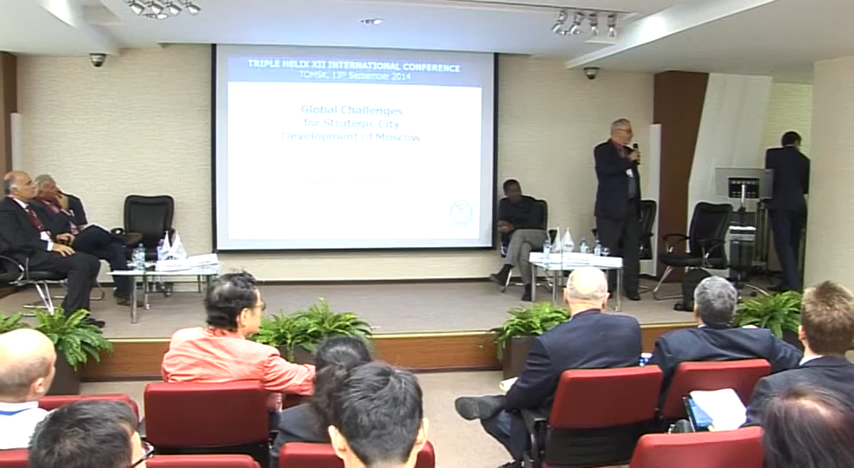 TRIPLE HELIX XII INTERNATIONAL CONFERENCE
TOMSK, 13th September 2014
Global Challenges
for Strategic City
Development of Moscow